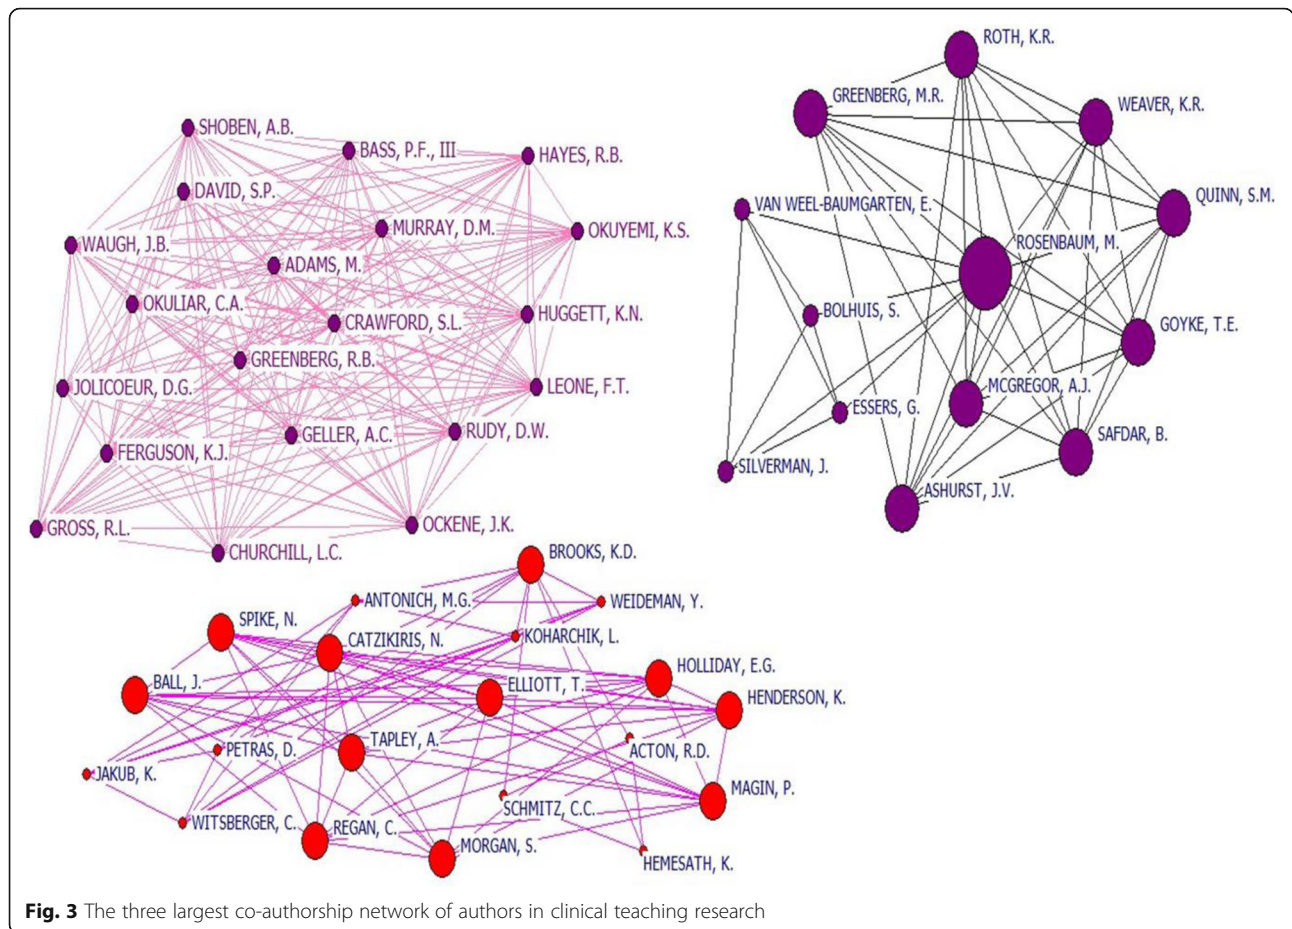 ROTH, K.R.
GREENBERG, M.R.
WEAVER, K.R.
SHOBEN, A.B.
BASS, P.F., III
HAYES, R.B.
DAVID, S.P.
QUINN, S.M.
VAN WEEL-BAUMGARTEN, E.
MURRAY, D.M.
OKUYEMI, K.S.
WAUGH, J.B.
ROSENBAUM, M.
ADAMS, M.
OKULIAR, C.A.
BOLHUIS, S.
HUGGETT, K.N.
CRAWFORD, S.L.
GOYKE, T.E.
GREENBERG, R.B.
JOLICOEUR, D.G.
LEONE, F.T.
MCGREGOR, A.J.
ESSERS, G.
GELLER, A.C.
RUDY, D.W.
SAFDAR, B.
FERGUSON, K.J.
SILVERMAN, J.
ASHURST, J.V.
GROSS, R.L.
OCKENE, J.K.
CHURCHILL, L.C.
BROOKS, K.D.
ANTONICH, M.G.
WEIDEMAN, Y.
SPIKE, N.
CATZIKIRIS, N.
KOHARCHIK, L.
HOLLIDAY, E.G.
BALL, J.
ELLIOTT, T.
HENDERSON, K.
TAPLEY, A.
PETRAS, D.
ACTON, R.D.
JAKUB, K.
MAGIN, P.
SCHMITZ, C.C.
WITSBERGER, C.
REGAN, C.
MORGAN, S.
HEMESATH, K.
Fig. 3 The three largest co-authorship network of authors in clinical teaching research